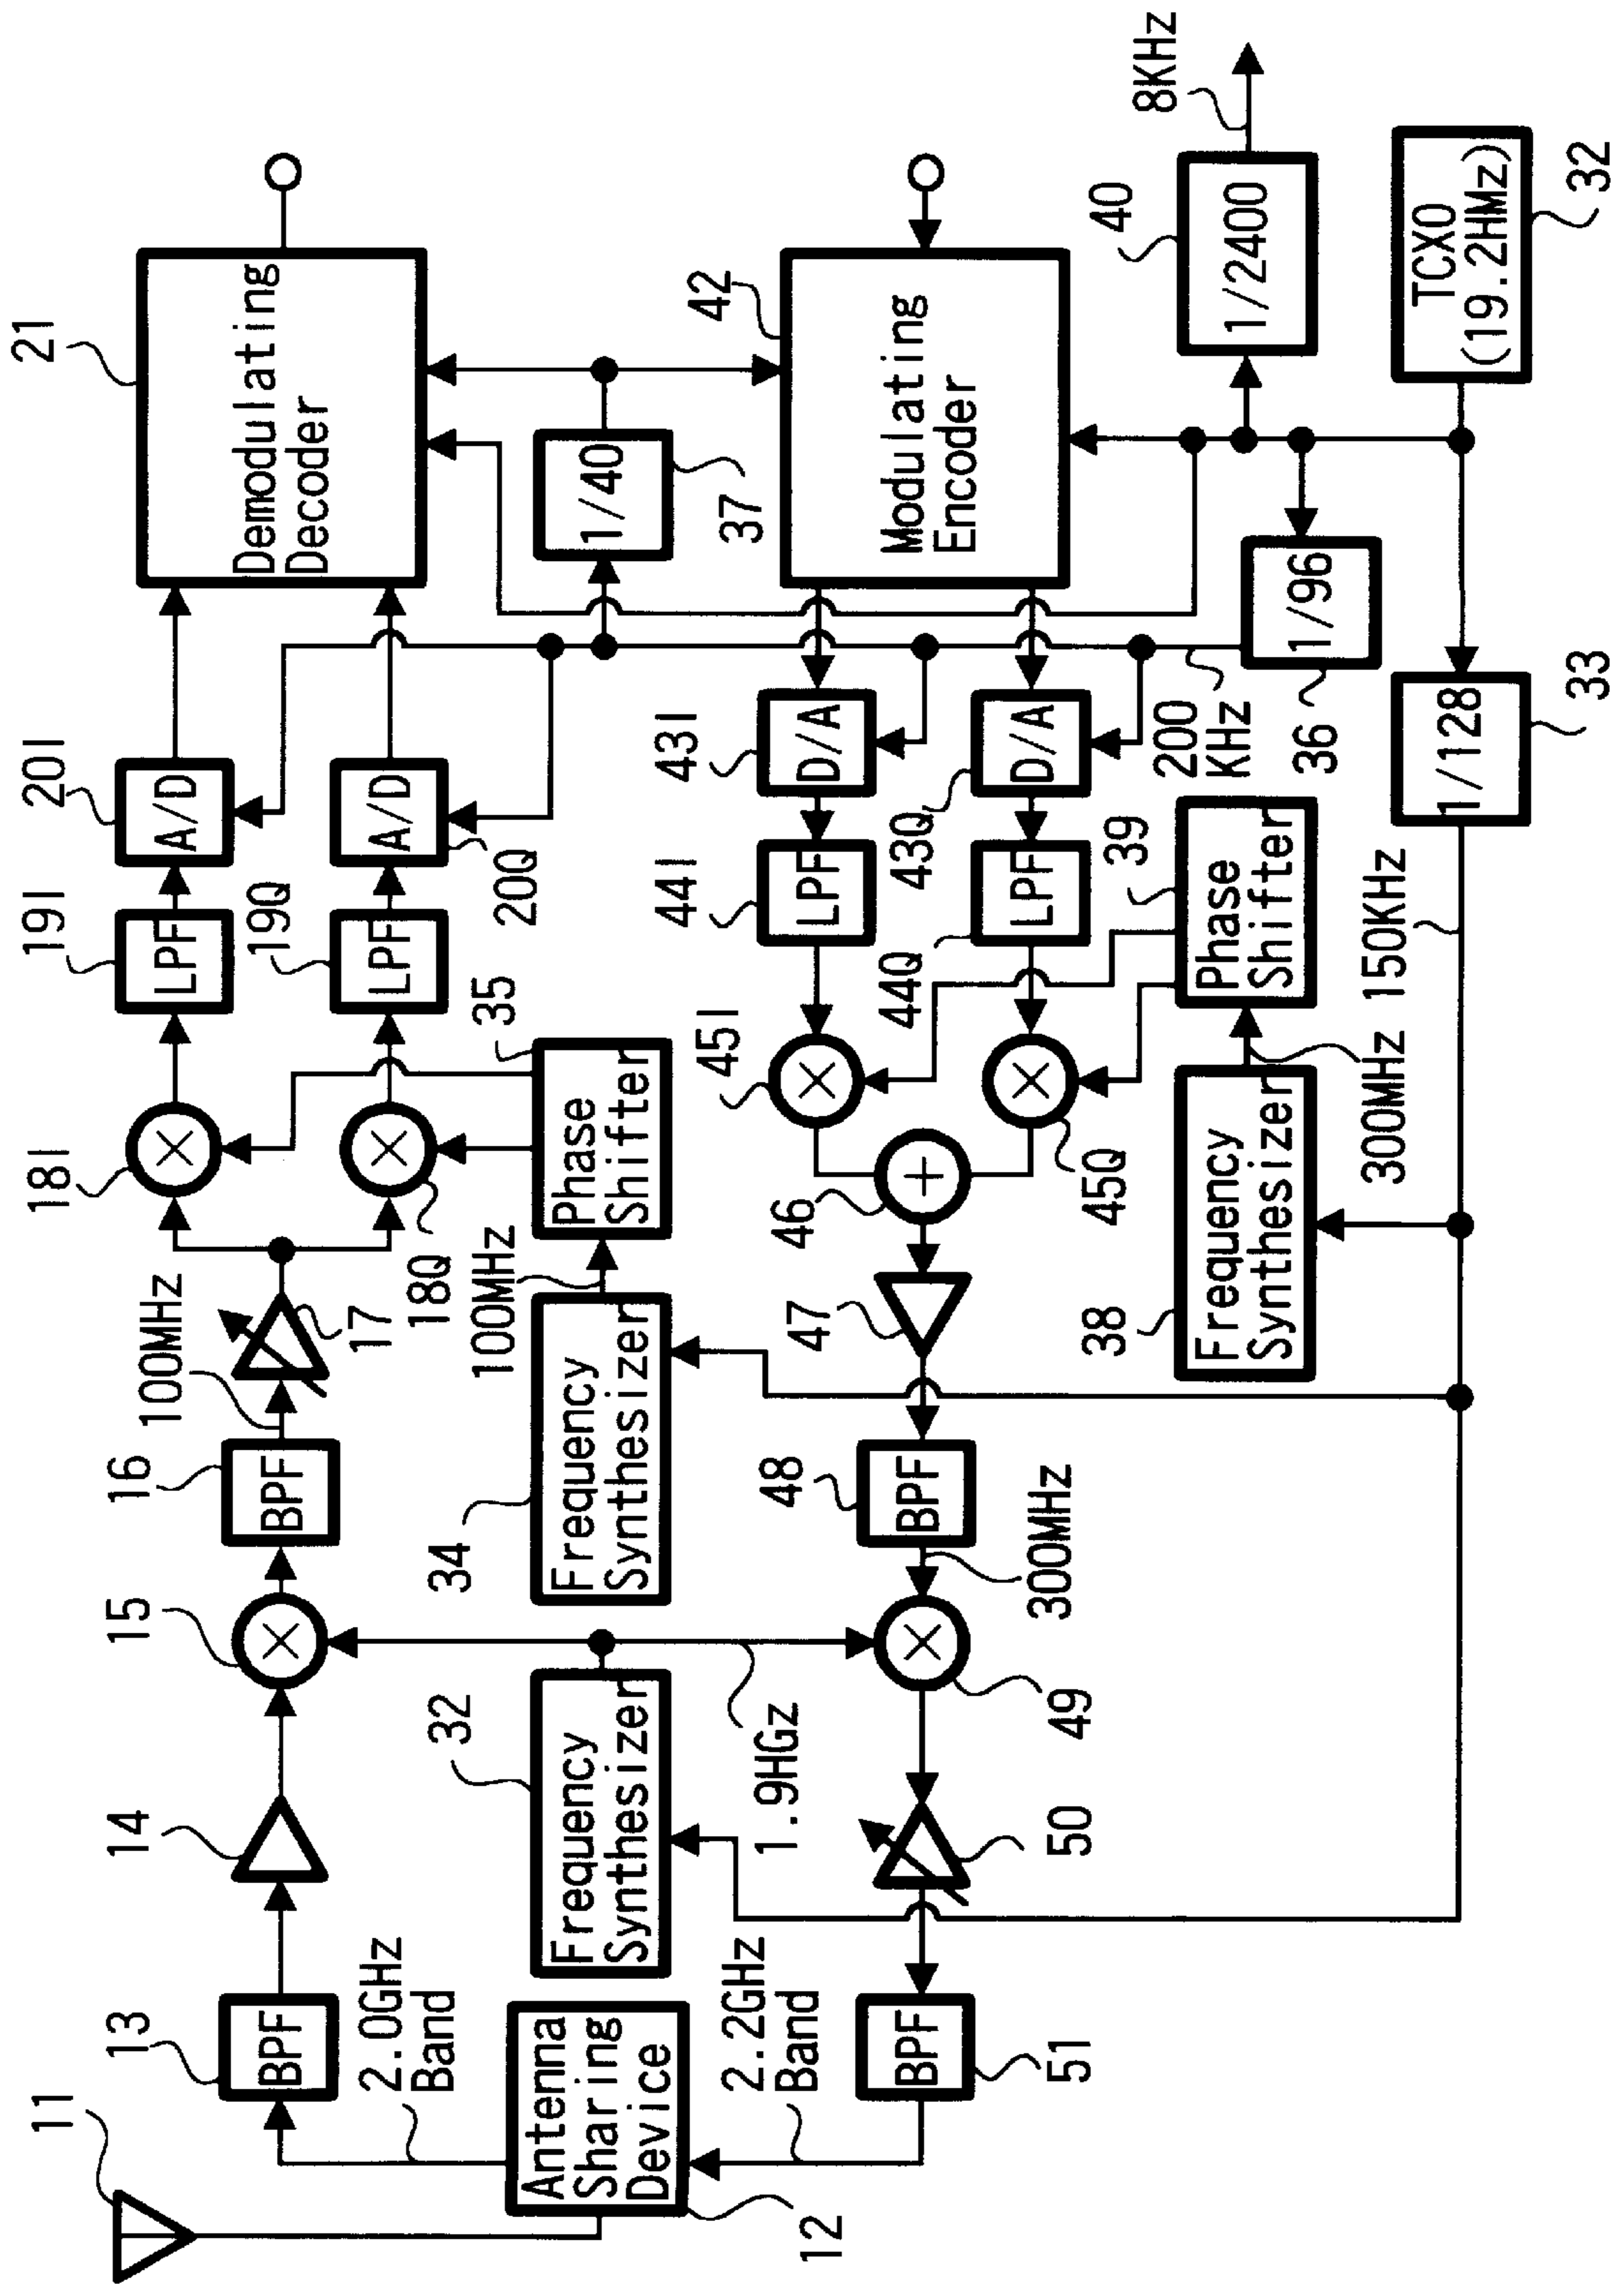 11
13
BPF
14
15
16
BPF
100MHz
17
18I
19I
LPF
20I
A/D
21
Demodulating
Decoder
2.0GHz
Band
18Q
19Q
LPF
20Q
A/D
Antenna
Sharing
Device
12
32
Frequency
Synthesizer
34
Frequency
Synthesizer
100MHz
35
Phase
Shifter
1/40
37
1.9HGz
2.2GHz
Band
BPF
51
50
49
300MHz
48
BPF
47
46
45I
44I
LPF
43I
D/A
42
Modulating
Encoder
45Q
44Q
LPF
43Q
D/A
38
Frequency
Synthesizer
300MHz
39
Phase
Shifter
200
KHz
36
1/96
40
1/2400
8KHz
150KHz
1/128
33
TCXO
(19.2HMz)
32